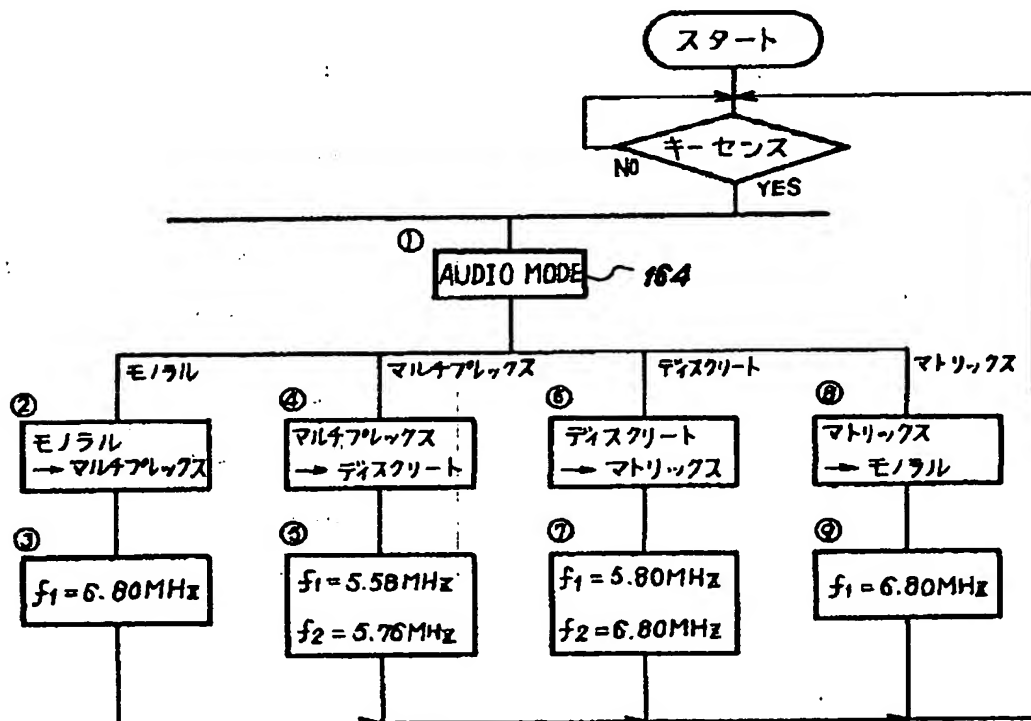 スタート
キーセンス
NO
YES
①
AUDIO MODE
164
モノラル
マルチプレックス
ディスクリート
マトリックス
②
④
⑥
⑧
モノラル
→ マルチプレックス
マルチプレックス
→ ディスクリート
ディスクリート
→ マトリックス
マトリックス
→ モノラル
③
⑤
⑦
⑨
f1=6.80MHz
f1=5.58MHz
f2=5.76MHz
f1=5.80MHz
f2=6.80MHz
f1=6.80MHz